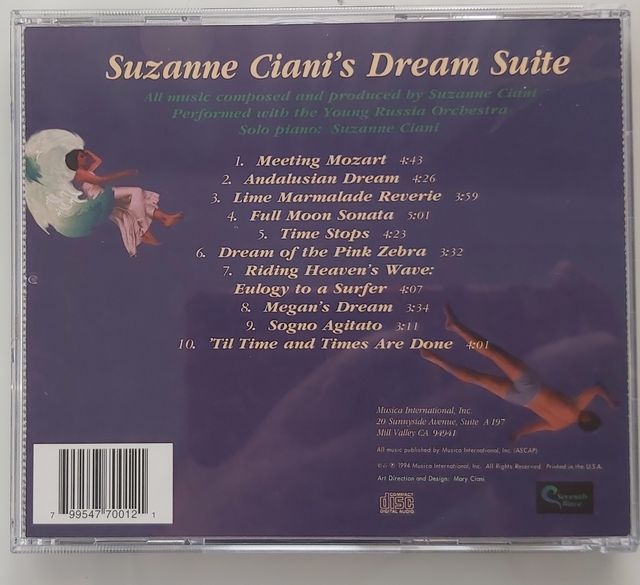 Suzanne Ciani's Dream Suite
All music composed and produced by Suzanne Ciani
Performed with the Young Russia Orchestra
Solo piano: Suzanne Ciani
1. Meeting Mozart 4:43
2. Andalusian Dream 4:26
3. Lime Marmalade Reverie 3:59
4. Full Moon Sonata 5:01
5. Time Stops 4:23
6. Dream of the Pink Zebra 3:32
7. Riding Heaven's Wave:
Eulogy to a Surfer 4:07
8. Megan's Dream 3:34
9. Sogno Agitato 3:11
10. 'Til Time and Times Are Done 4:01
Musica International, Inc.
20 Sunnyside Avenue, Suite A 197
Mill Valley CA 94941
All music published by Musica International, Inc. (ASCAP)
© ℗ 1994 Musica International, Inc. All Rights Reserved. Printed in the U.S.A.
Art Direction and Design: Mary Ciani
COMPACT
disc
DIGITAL AUDIO
Seventh
Wave
7 99547 70012 1